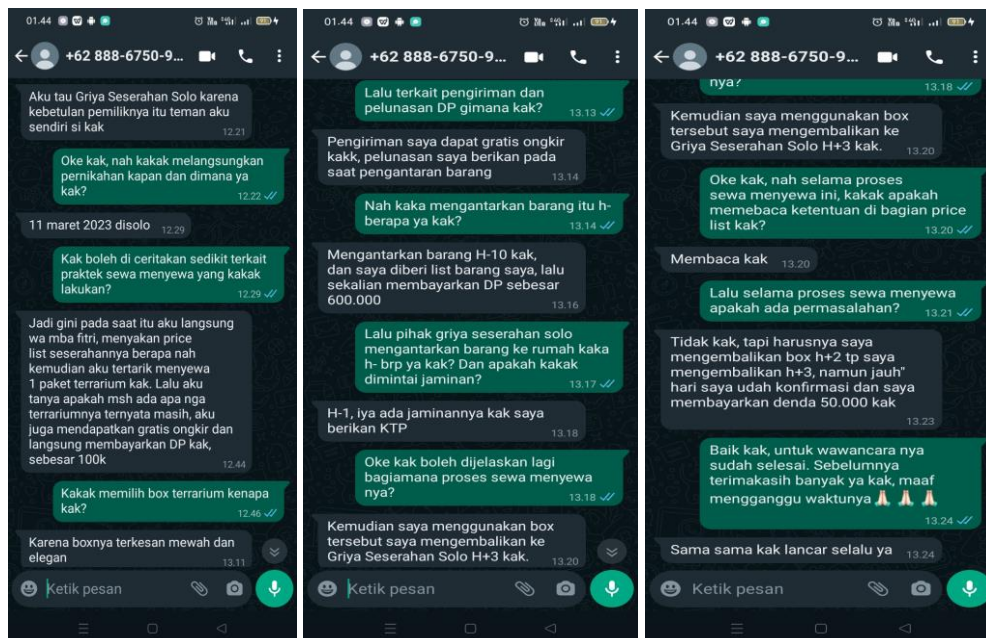 01.44
+62 888-6750-9...
Aku tau Griya Seserahan Solo karena
kebetulan pemiliknya itu teman aku
sendiri si kak
12.21
Oke kak, nah kakak melangsungkan
pernikahan kapan dan dimana ya
kak?
12.22
11 maret 2023 disolo 12.29
Kak boleh di ceritakan sedikit terkait
praktek sewa menyewa yang kakak
lakukan?
12.29
Jadi gini pada saat itu aku langsung
wa mba fitri, menyakan price
list seserahannya berapa nah
kemudian aku tertarik menyewa
1 paket terrarium kak. Lalu aku
tanya apakah msh ada apa nga
terrariumnya ternyata masih, aku
juga mendapatkan gratis ongkir dan
langsung membayarkan DP kak,
sebesar 100k
12.44
Kakak memilih box terrarium kenapa
kak?
12.46
Karena boxnya terkesan mewah dan
elegan
13.11
Ketik pesan
01.44
+62 888-6750-9...
Lalu terkait pengiriman dan
pelunasan DP gimana kak?
13.13
Pengiriman saya dapat gratis ongkir
kakk, pelunasan saya berikan pada
saat pengantaran barang
13.14
Nah kaka mengantarkan barang itu h-
berapa ya kak?
13.14
Mengantarkan barang H-10 kak,
dan saya diberi list barang saya, lalu
sekalian membayarkan DP sebesar
600.000
13.16
Lalu pihak griya seserahan solo
mengantarkan barang ke rumah kaka
h- brp ya kak? Dan apakah kakak
dimintai jaminan?
13.17
H-1, iya ada jaminannya kak saya
berikan KTP
13.18
Oke kak boleh dijelaskan lagi
bagiamana proses sewa menyewa
nya?
13.18
Kemudian saya menggunakan box
tersebut saya mengembalikan ke
Griya Seserahan Solo H+3 kak.
13.20
Ketik pesan
01.44
+62 888-6750-9...
nya?
13.18
Kemudian saya menggunakan box
tersebut saya mengembalikan ke
Griya Seserahan Solo H+3 kak.
13.20
Oke kak, nah selama proses
sewa menyewa ini, kakak apakah
memebaca ketentuan di bagian price
list kak?
13.20
Membaca kak 13.20
Lalu selama proses sewa menyewa
apakah ada permasalahan?
13.21
Tidak kak, tapi harusnya saya
mengembalikan box h+2 tp saya
mengembalikan h+3, namun jauh"
hari saya udah konfirmasi dan saya
membayarkan denda 50.000 kak
13.23
Baik kak, untuk wawancara nya
sudah selesai. Sebelumnya
terimakasih banyak ya kak, maaf
mengganggu waktunya 🙏🏻 🙏🏻 🙏🏻
13.24
Sama sama kak lancar selalu ya 13.24
Ketik pesan